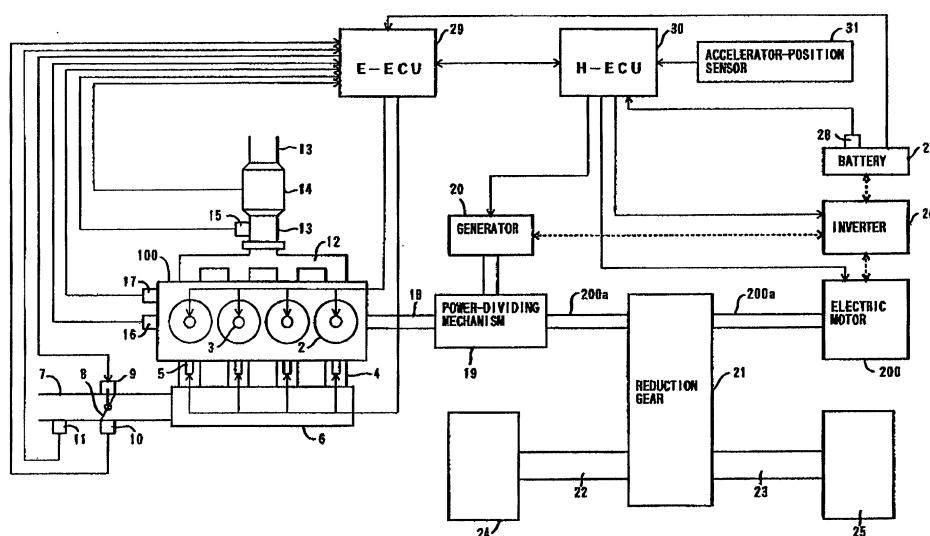 29
E-ECU
30
H-ECU
31
ACCELERATOR-POSITION
SENSOR
28
BATTERY
13
14
15
13
12
100
17
16
20
GENERATOR
INVERTER
18
POWER-DIVIDING
MECHANISM
19
200a
200a
ELECTRIC
MOTOR
200
REDUCTION
GEAR
21
3
2
5
4
7
8
9
6
11
10
22
23
24
25